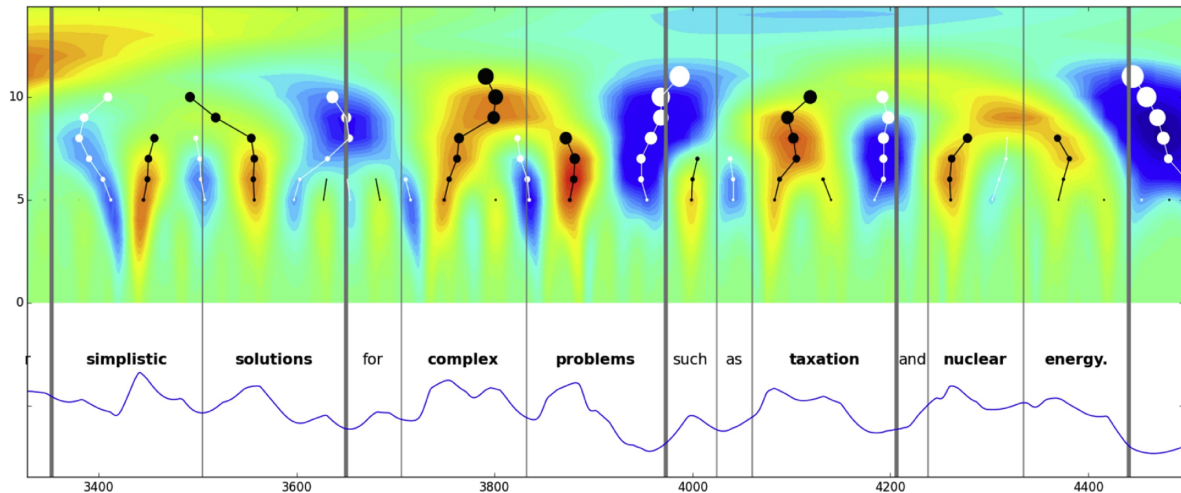 10
5
0
r simplistic solutions for complex problems such as taxation and nuclear energy.
3400 3600 3800 4000 4200 4400